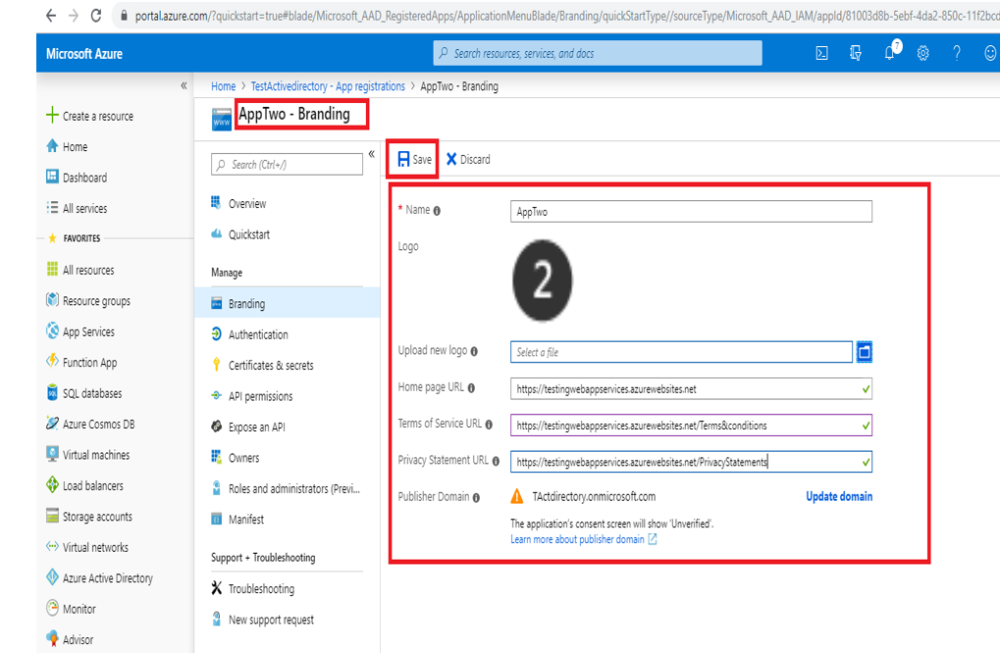 portal.azure.com/?quickstart=true#blade/Microsoft_AAD_RegisteredApps/ApplicationMenuBlade/Branding/quickStartType//sourceType/Microsoft_AAD_IAM/appId/81003d8b-5ebf-4da2-850c-11f2bcd
Microsoft Azure
Search resources, services, and docs
7
«
Home > TestActivedirectory - App registrations > AppTwo - Branding
www
AppTwo - Branding
Create a resource
Home
Dashboard
All services
FAVORITES
All resources
Resource groups
App Services
Function App
SQL databases
Azure Cosmos DB
Virtual machines
Load balancers
Storage accounts
Virtual networks
Azure Active Directory
Monitor
Advisor
Search (Ctrl+/)
«
Overview
Quickstart
Manage
Branding
Authentication
Certificates & secrets
API permissions
Expose an API
Owners
Roles and administrators (Previ...
Manifest
Support + Troubleshooting
Troubleshooting
New support request
Save
Discard
* Name
AppTwo
Logo
2
Upload new logo
Select a file
Home page URL
https://testingwebappservices.azurewebsites.net
Terms of Service URL
https://testingwebappservices.azurewebsites.net/Terms&conditions
Privacy Statement URL
https://testingwebappservices.azurewebsites.net/PrivacyStatements
Publisher Domain
TActdirectory.onmicrosoft.com
Update domain
The application's consent screen will show 'Unverified'.
Learn more about publisher domain